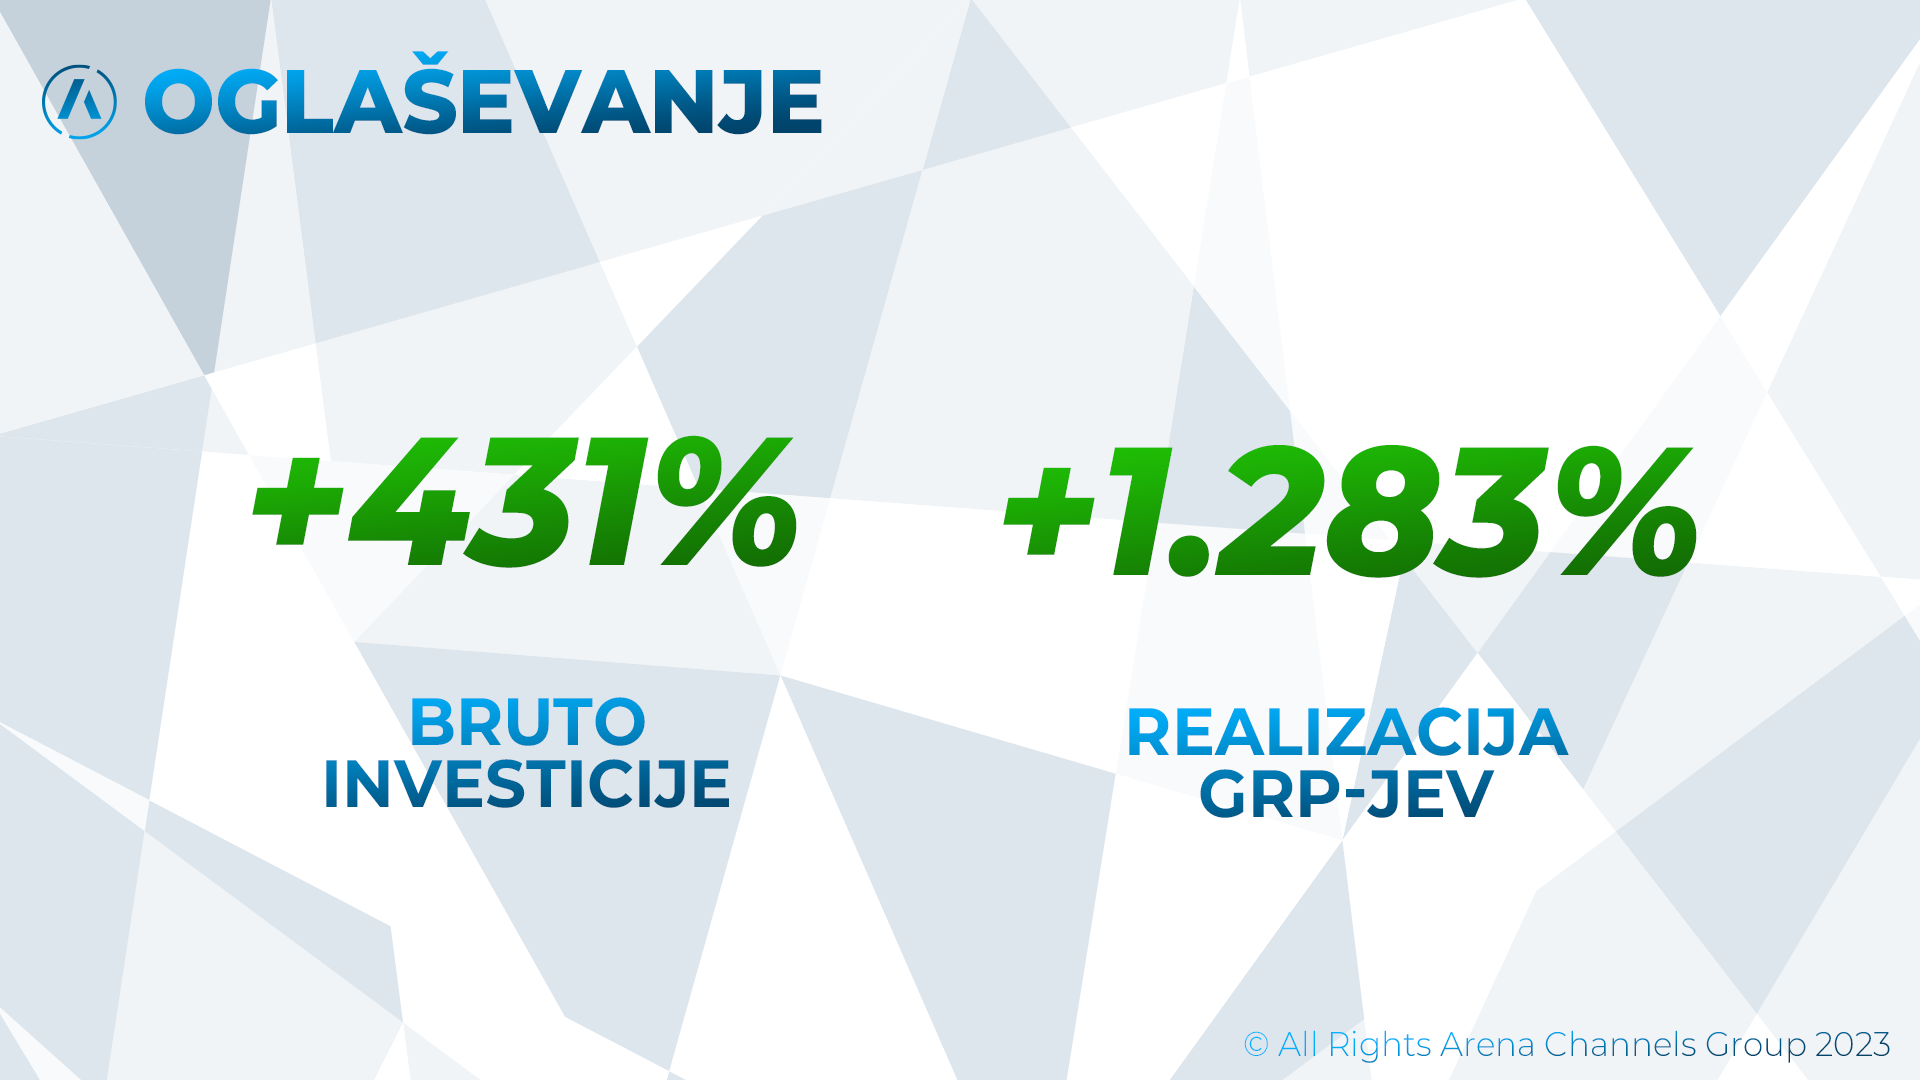 OGLAŠEVANJE
+431%
BRUTO
INVESTICIJE
+1.283%
REALIZACIJA
GRP-JEV
© All Rights Arena Channels Group 2023